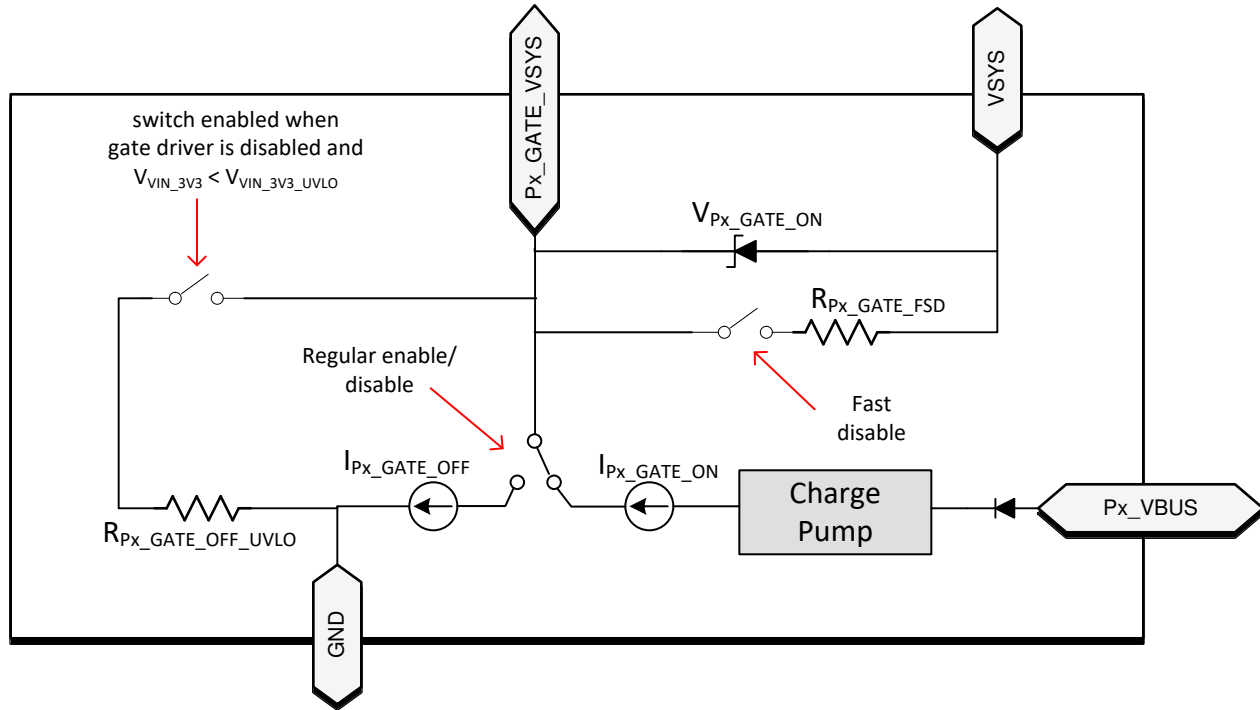 Px_GATE_VSYS
VSYS
switch enabled when
gate driver is disabled and
VVIN_3V3 < VVIN_3V3_UVLO
VPx_GATE_ON
RPx_GATE_FSD
Regular enable/
disable
Fast
disable
IPx_GATE_OFF
IPx_GATE_ON
Charge
Pump
Px_VBUS
RPx_GATE_OFF_UVLO
GND